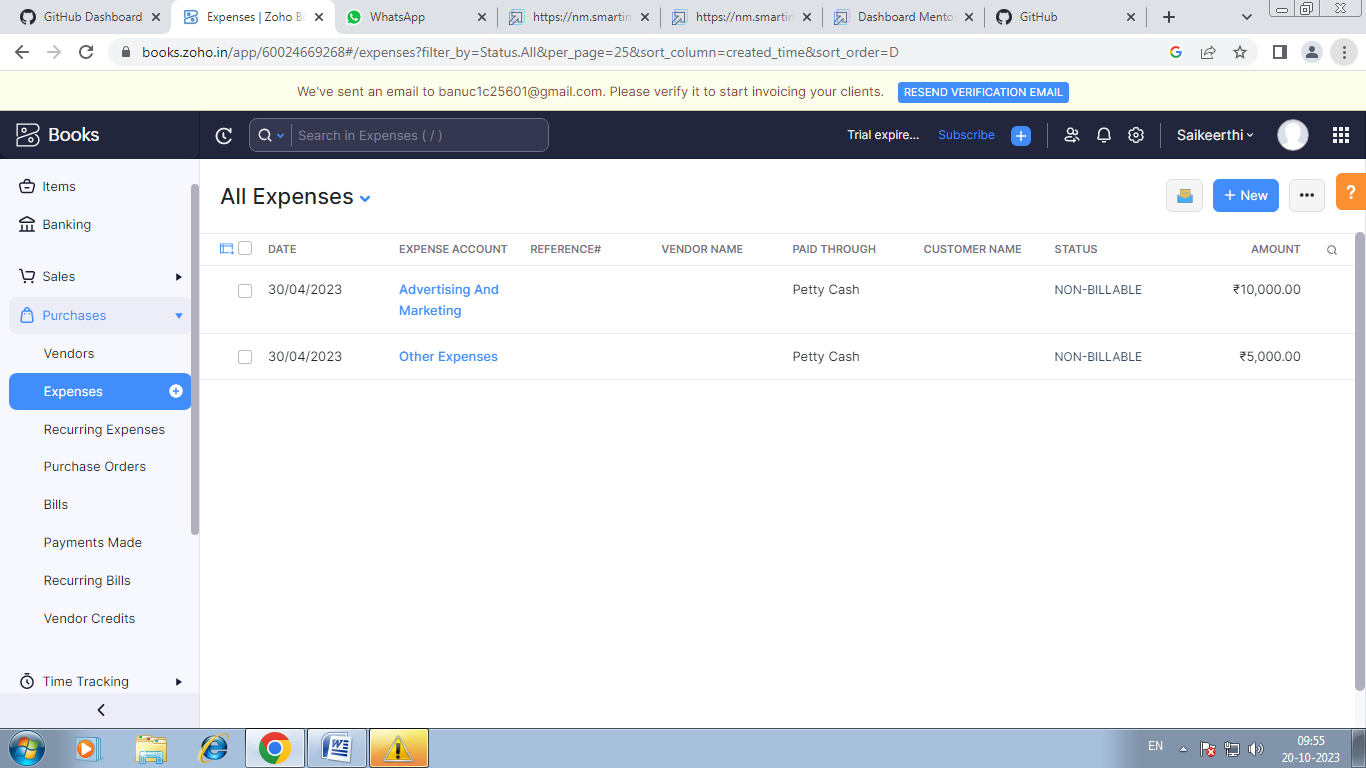 GitHub Dashboard
Expenses | Zoho Bo
WhatsApp
https://nm.smartin
https://nm.smartin
Dashboard Mento
GitHub
books.zoho.in/app/60024669268#/expenses?filter_by=Status.All&per_page=25&sort_column=created_time&sort_order=D
We've sent an email to banuc1c25601@gmail.com. Please verify it to start invoicing your clients. RESEND VERIFICATION EMAIL
Books
Search in Expenses ( / )
Trial expire... Subscribe
Saikeerthi
Items
Banking
Sales
Purchases
Vendors
Expenses
Recurring Expenses
Purchase Orders
Bills
Payments Made
Recurring Bills
Vendor Credits
Time Tracking
All Expenses
+ New
?
DATE EXPENSE ACCOUNT REFERENCE# VENDOR NAME PAID THROUGH CUSTOMER NAME STATUS AMOUNT
30/04/2023 Advertising And Petty Cash NON-BILLABLE ₹10,000.00
Marketing
30/04/2023 Other Expenses Petty Cash NON-BILLABLE ₹5,000.00
EN
09:55
20-10-2023